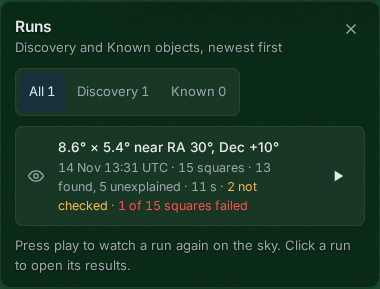 Runs
Discovery and Known objects, newest first
All 1 Discovery 1 Known 0
8.6° × 5.4° near RA 30°, Dec +10°
14 Nov 13:31 UTC · 15 squares · 13
found, 5 unexplained · 11 s · 2 not
checked · 1 of 15 squares failed
Press play to watch a run again on the sky. Click a run
to open its results.